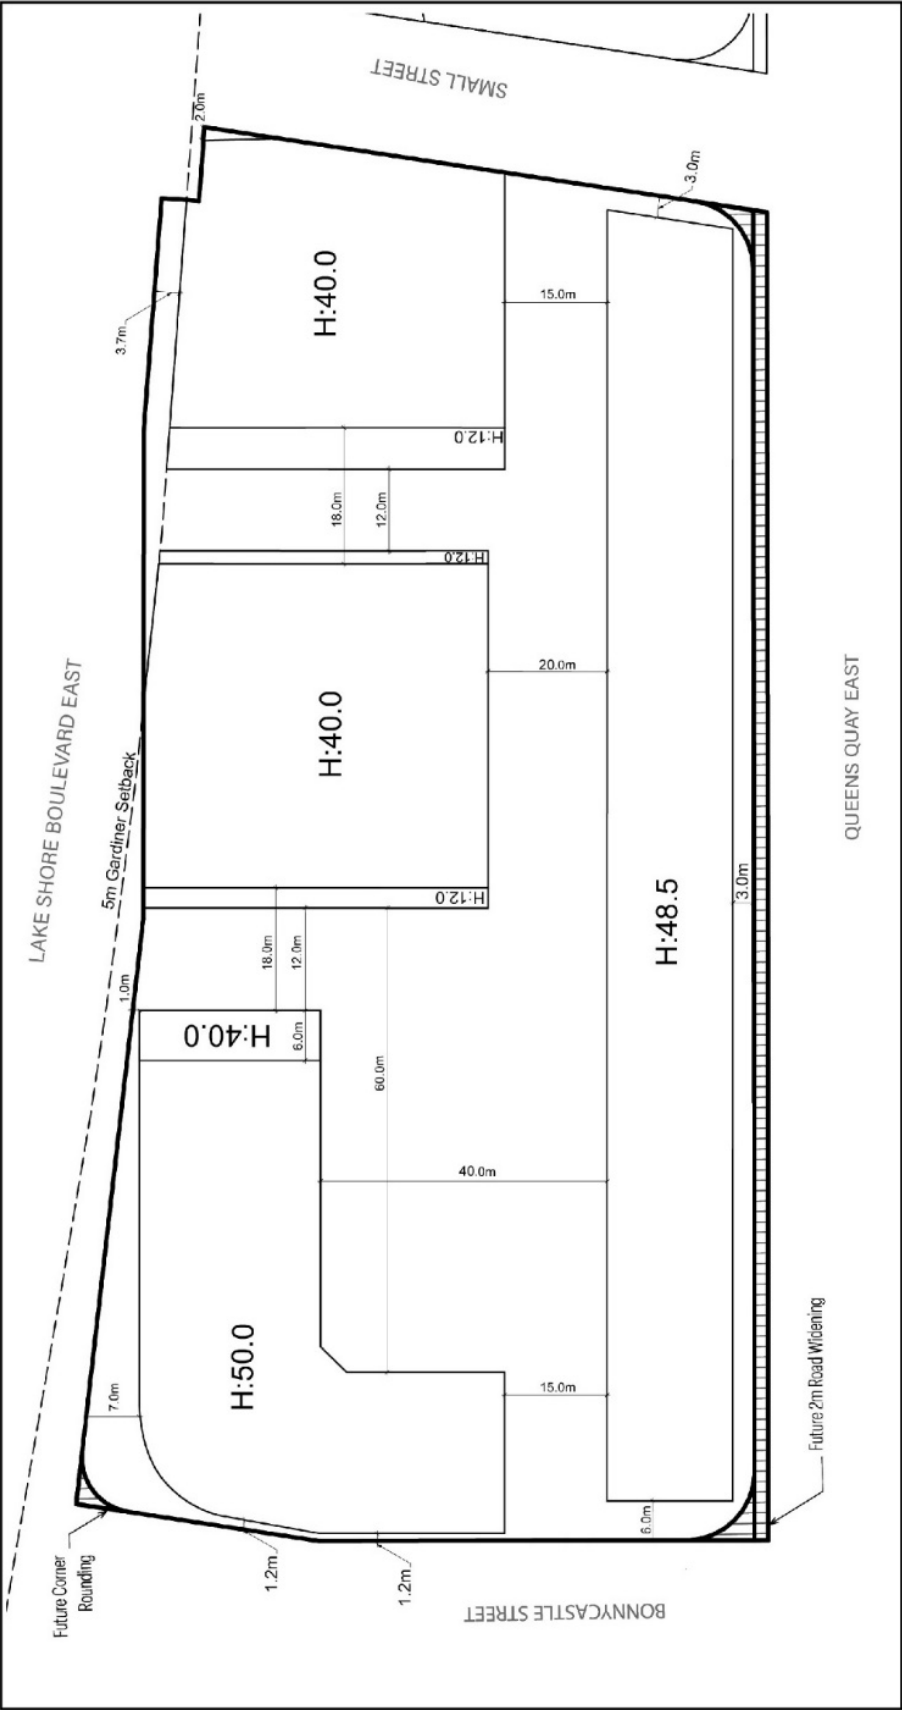 SMALL STREET
2.0m
3.0m
3.7m
H:40.0
15.0m
H:12.0
18.0m
12.0m
H:12.0
LAKE SHORE BOULEVARD EAST
5m Gardiner Setback
H:40.0
20.0m
QUEENS QUAY EAST
H:12.0
H:48.5
3.0m
18.0m
12.0m
1.0m
H:40.0
6.0m
60.0m
40.0m
H:50.0
7.0m
15.0m
Future 2m Road Widening
6.0m
Future Corner
Rounding
1.2m
1.2m
BONNYCASTLE STREET